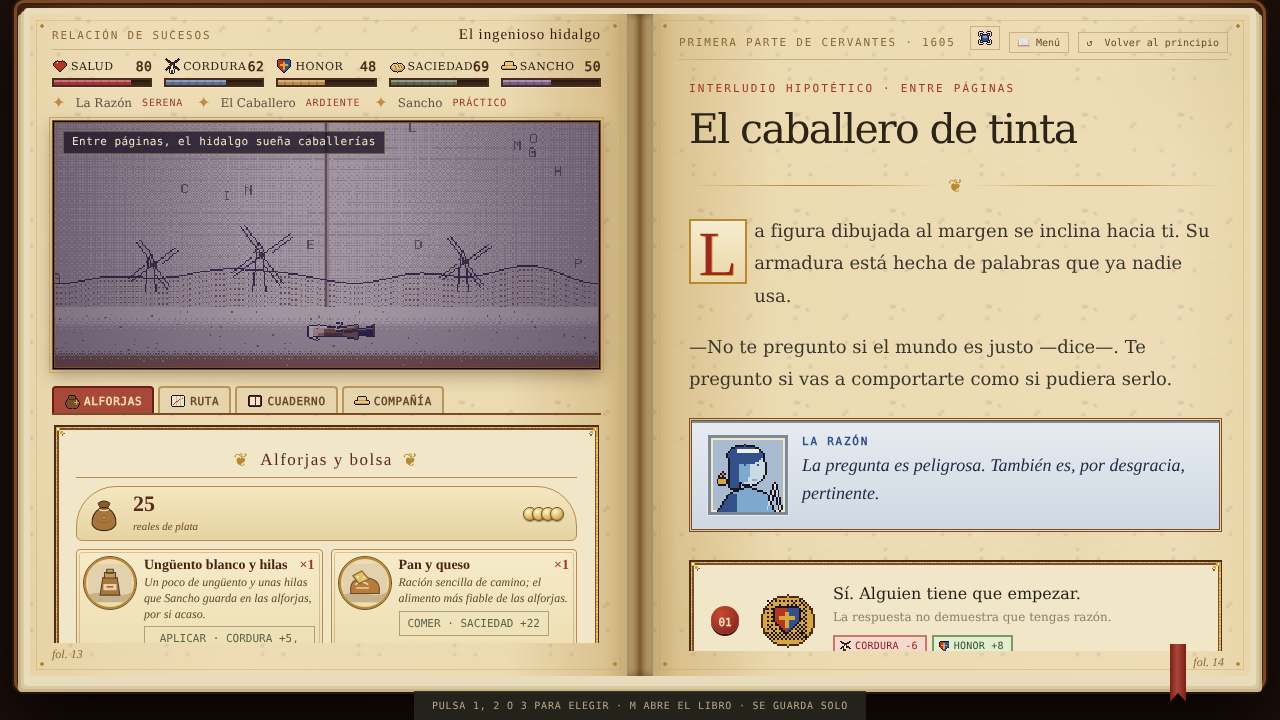 RELACIÓN DE SUCESOS
El ingenioso hidalgo
SALUD 80
CORDURA 62
HONOR 48
SACIEDAD 69
SANCHO 50
La Razón SERENA
El Caballero ARDIENTE
Sancho PRÁCTICO
Entre páginas, el hidalgo sueña caballerías
L
M O
G
H
C I N
E D
P
ALFORJAS
RUTA
CUADERNO
COMPAÑÍA
Alforjas y bolsa
25
reales de plata
Ungüento blanco y hilas ×1
Un poco de ungüento y unas hilas
que Sancho guarda en las alforjas,
por si acaso.
APLICAR · CORDURA +5,
Pan y queso ×1
Ración sencilla de camino; el
alimento más fiable de las alforjas.
COMER · SACIEDAD +22
fol. 13
PRIMERA PARTE DE CERVANTES · 1605
Menú
↺ Volver al principio
INTERLUDIO HIPOTÉTICO · ENTRE PÁGINAS
El caballero de tinta
La figura dibujada al margen se inclina hacia ti. Su
armadura está hecha de palabras que ya nadie
usa.
—No te pregunto si el mundo es justo —dice—. Te
pregunto si vas a comportarte como si pudiera serlo.
LA RAZÓN
La pregunta es peligrosa. También es, por desgracia,
pertinente.
01
Sí. Alguien tiene que empezar.
La respuesta no demuestra que tengas razón.
CORDURA -6
HONOR +8
fol. 14
PULSA 1, 2 O 3 PARA ELEGIR · M ABRE EL LIBRO · SE GUARDA SOLO